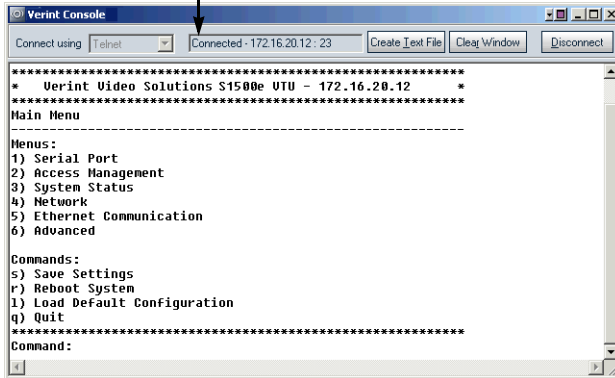 Verint Console
Connect using Telnet Connected - 172.16.20.12 : 23 Create Text File Clear Window Disconnect
******************************************************************
*   Verint Video Solutions S1500e VTU - 172.16.20.12       *
******************************************************************
Main Menu
------------------------------------------------------------------
Menus:
1) Serial Port
2) Access Management
3) System Status
4) Network
5) Ethernet Communication
6) Advanced
Commands:
s) Save Settings
r) Reboot System
l) Load Default Configuration
q) Quit
******************************************************************
Command: